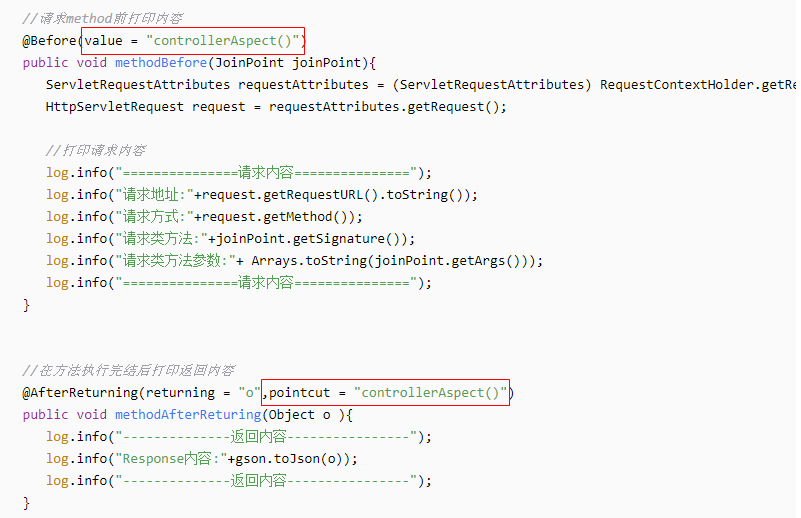 //请求method前打印内容
@Before(value = "controllerAspect()")
public void methodBefore(JoinPoint joinPoint){
ServletRequestAttributes requestAttributes = (ServletRequestAttributes) RequestContextHolder.getRe
HttpServletRequest request = requestAttributes.getRequest();
//打印请求内容
log.info("===============请求内容===============");
log.info("请求地址:"+request.getRequestURL().toString());
log.info("请求方式:"+request.getMethod());
log.info("请求类方法:"+joinPoint.getSignature());
log.info("请求类方法参数:"+ Arrays.toString(joinPoint.getArgs()));
log.info("===============请求内容===============");
}
//在方法执行完结后打印返回内容
@AfterReturning(returning = "o",pointcut = "controllerAspect()")
public void methodAfterReturing(Object o ){
log.info("--------------返回内容----------------");
log.info("Response内容:"+gson.toJson(o));
log.info("--------------返回内容----------------");
}